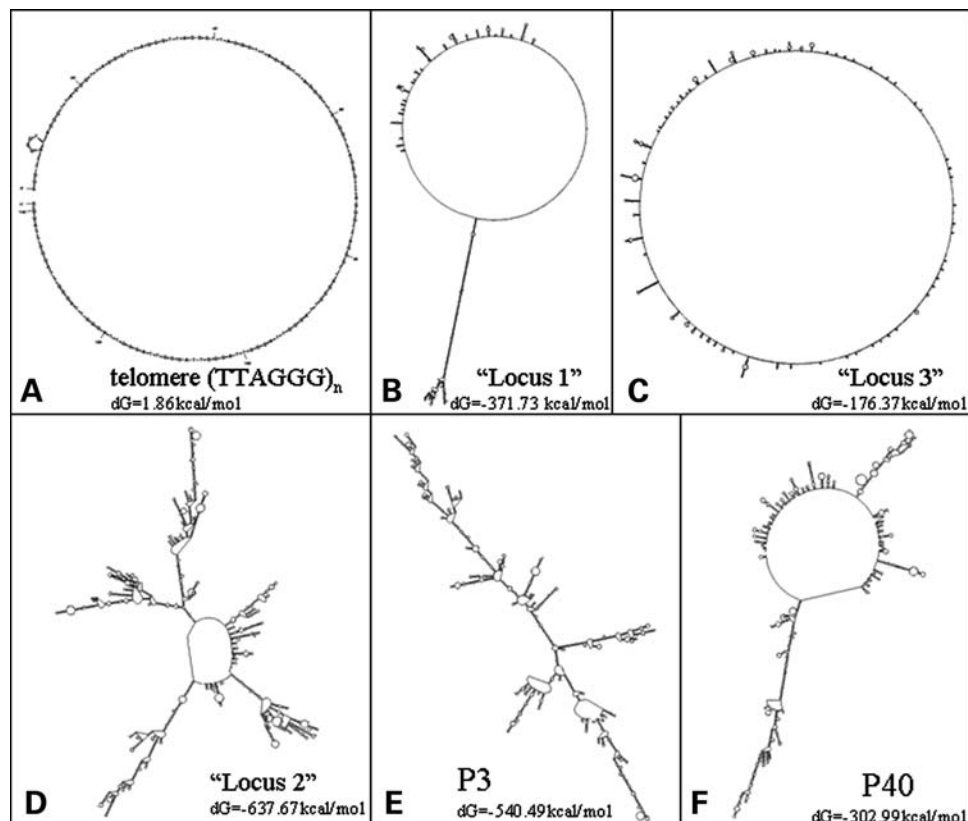 A
telomere (TTAGGG)n
dG=1.86kcal/mol
B
“Locus 1”
dG=-371.73 kcal/mol
C
“Locus 3”
dG=-176.37kcal/mol
D
“Locus 2”
dG=-637.67kcal/mol
E
P3
dG=-540.49kcal/mol
F
P40
dG=-302.99kcal/mol